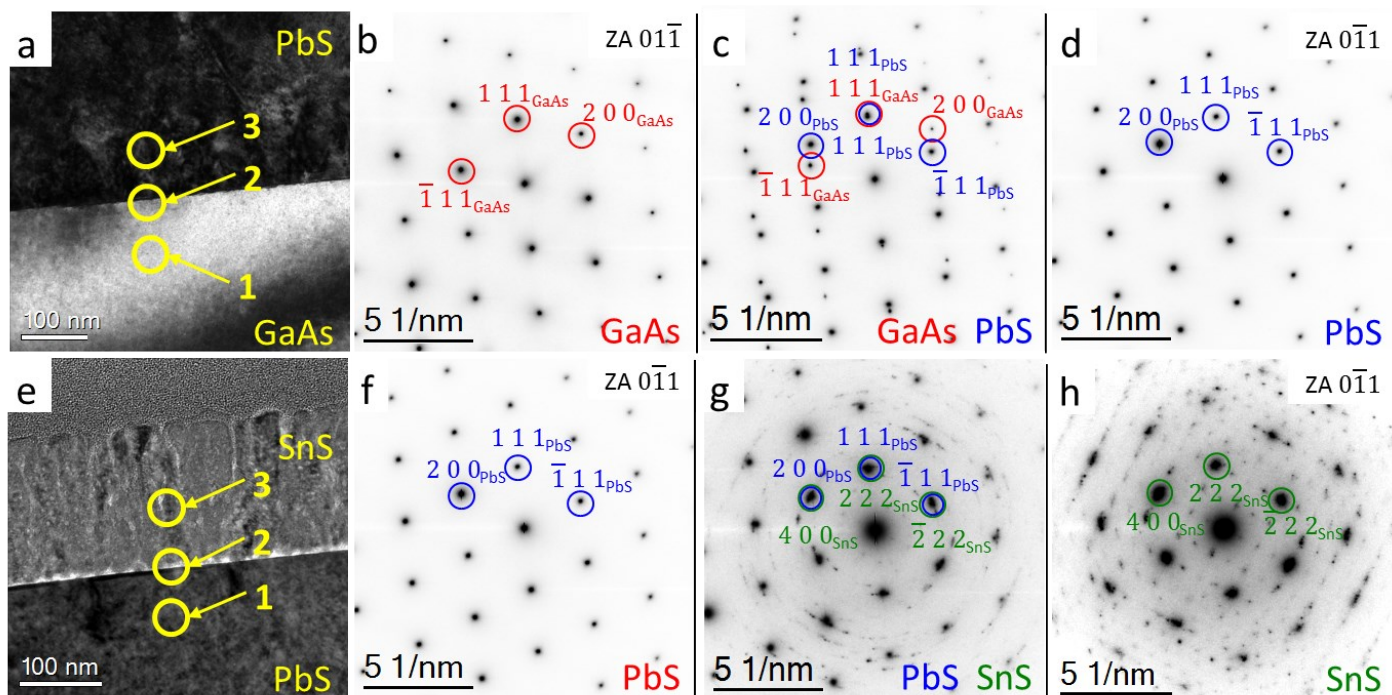 a
PbS
3
2
1
100 nm
GaAs
b
ZA 01̅1̅
1 1 1GaAs
2 0 0GaAs
1̅ 1 1GaAs
5 1/nm
GaAs
c
1 1 1PbS
1 1 1GaAs
2 0 0GaAs
2 0 0PbS
1 1 1PbS
1̅ 1 1GaAs
1̅ 1 1PbS
5 1/nm
GaAs PbS
d
ZA 01̅1
1 1 1PbS
2 0 0PbS
1̅ 1 1PbS
5 1/nm
PbS
e
SnS
3
2
1
100 nm
PbS
f
ZA 01̅1
1 1 1PbS
2 0 0PbS
1̅ 1 1PbS
5 1/nm
PbS
g
1 1 1PbS
2 0 0PbS
1̅ 1 1PbS
2 2 2SnS
4 0 0SnS
2̅ 2 2SnS
5 1/nm
PbS SnS
h
ZA 01̅1
2 2 2SnS
4 0 0SnS
2̅ 2 2SnS
5 1/nm
SnS